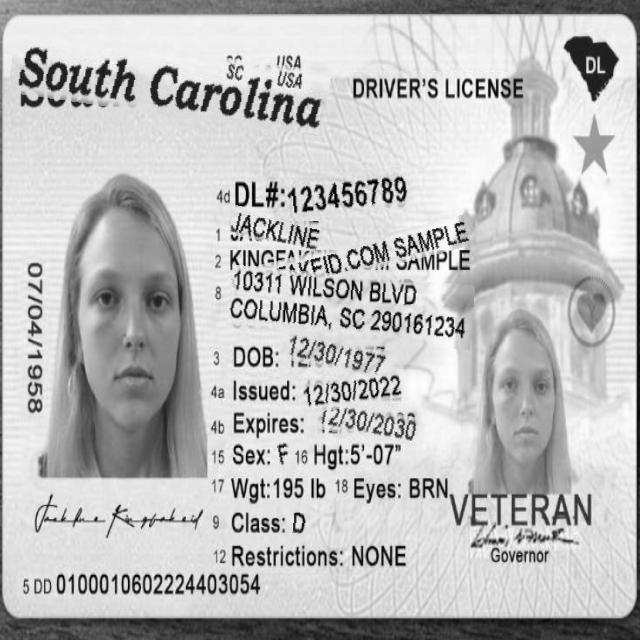 South Carolina
SC
USA
USA
DRIVER'S LICENSE
DL
4d DL#:123456789
1 JACKLINE
2 KINGFAKEID.COM SAMPLE
SAMPLE
8 10311 WILSON BLVD
COLUMBIA, SC 290161234
07/04/1958
3 DOB: 12/30/1977
4a Issued: 12/30/2022
4b Expires: 12/30/2030
15 Sex: F 16 Hgt:5'-07"
17 Wgt:195 lb 18 Eyes: BRN
VETERAN
9 Class: D
Governor
12 Restrictions: NONE
5 DD 0100010602224403054